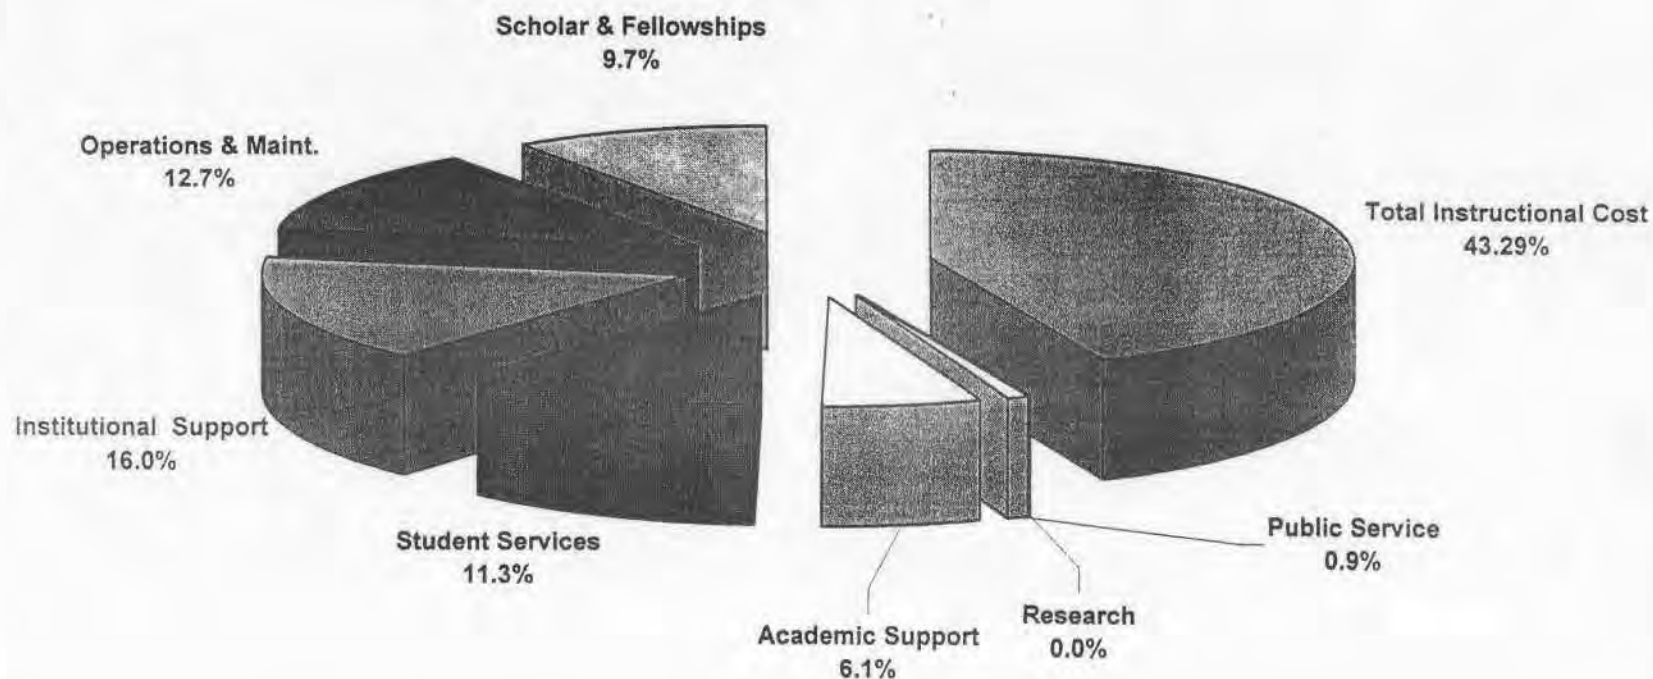 Scholar & Fellowships
9.7%
Operations & Maint.
12.7%
Total Instructional Cost
43.29%
Institutional Support
16.0%
Student Services
11.3%
Public Service
0.9%
Research
0.0%
Academic Support
6.1%